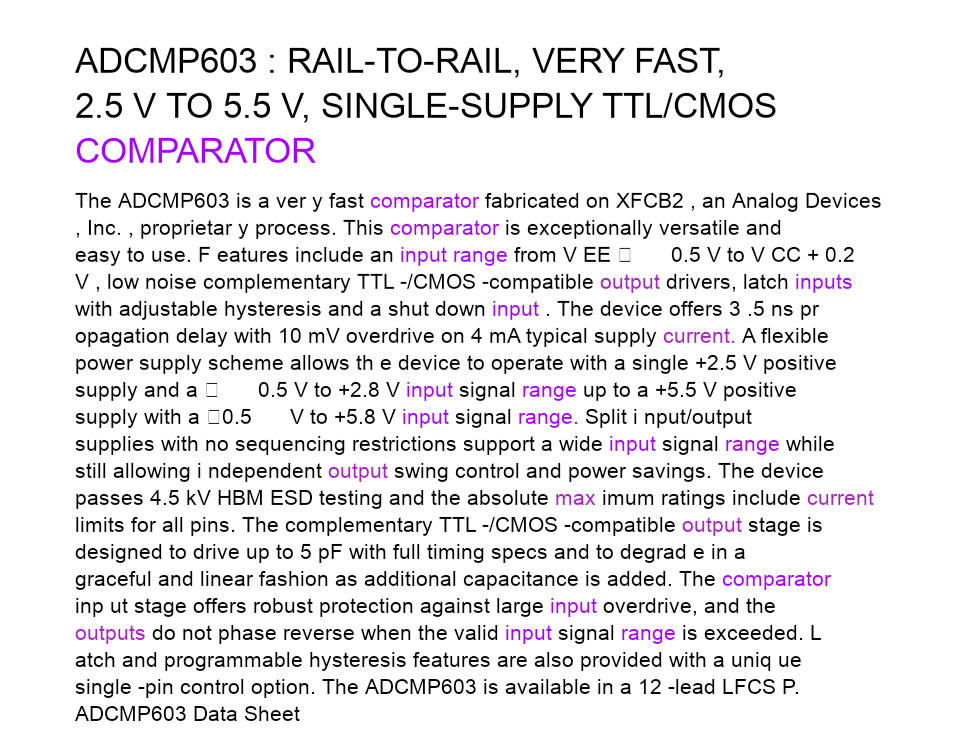 ADCMP603 : RAIL-TO-RAIL, VERY FAST,
2.5 V TO 5.5 V, SINGLE-SUPPLY TTL/CMOS
COMPARATOR
The ADCMP603 is a ver y fast comparator fabricated on XFCB2 , an Analog Devices
, Inc. , proprietar y process. This comparator is exceptionally versatile and
easy to use. F eatures include an input range from V EE □ 0.5 V to V CC + 0.2
V , low noise complementary TTL -/CMOS -compatible output drivers, latch inputs
with adjustable hysteresis and a shut down input . The device offers 3 .5 ns pr
opagation delay with 10 mV overdrive on 4 mA typical supply current. A flexible
power supply scheme allows th e device to operate with a single +2.5 V positive
supply and a □ 0.5 V to +2.8 V input signal range up to a +5.5 V positive
supply with a □0.5 V to +5.8 V input signal range. Split i nput/output
supplies with no sequencing restrictions support a wide input signal range while
still allowing i ndependent output swing control and power savings. The device
passes 4.5 kV HBM ESD testing and the absolute max imum ratings include current
limits for all pins. The complementary TTL -/CMOS -compatible output stage is
designed to drive up to 5 pF with full timing specs and to degrad e in a
graceful and linear fashion as additional capacitance is added. The comparator
inp ut stage offers robust protection against large input overdrive, and the
outputs do not phase reverse when the valid input signal range is exceeded. L
atch and programmable hysteresis features are also provided with a uniq ue
single -pin control option. The ADCMP603 is available in a 12 -lead LFCS P.
ADCMP603 Data Sheet